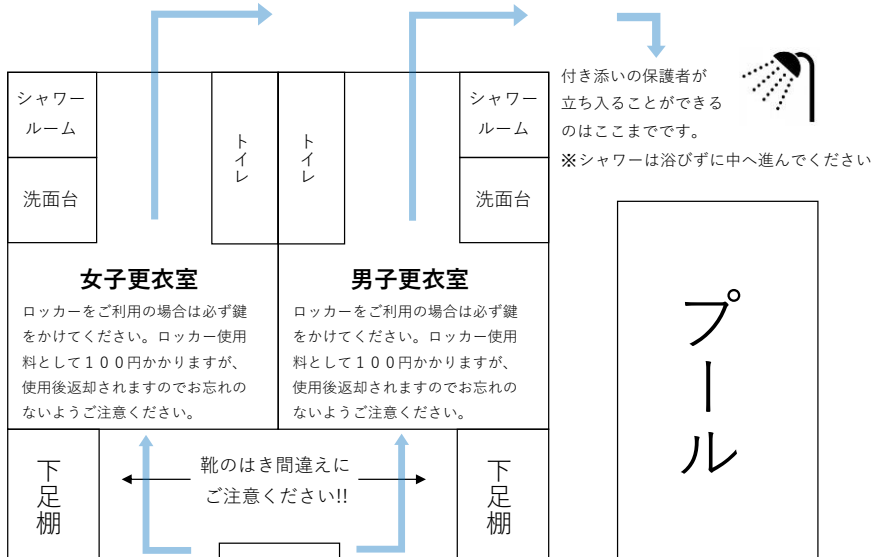 付き添いの保護者が
立ち入ることができる
のはここまでです。
※シャワーは浴びずに中へ進んでください
シャワー
ルーム
トイレ
トイレ
シャワー
ルーム
洗面台
洗面台
女子更衣室
ロッカーをご利用の場合は必ず鍵
をかけてください。ロッカー使用
料として１００円かかりますが、
使用後返却されますのでお忘れの
ないようご注意ください。
男子更衣室
ロッカーをご利用の場合は必ず鍵
をかけてください。ロッカー使用
料として１００円かかりますが、
使用後返却されますのでお忘れの
ないようご注意ください。
プール
下足棚
靴のはき間違えに
ご注意ください!!
下足棚